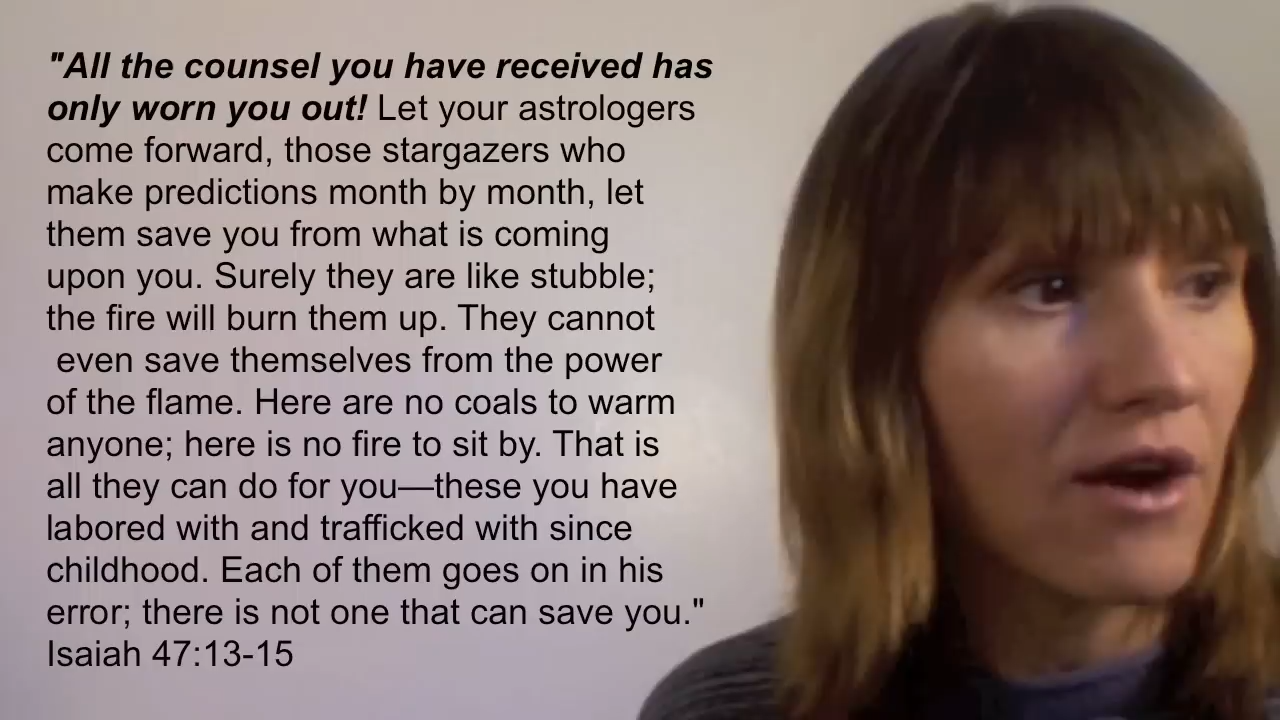 "All the counsel you have received has
only worn you out! Let your astrologers
come forward, those stargazers who
make predictions month by month, let
them save you from what is coming
upon you. Surely they are like stubble;
the fire will burn them up. They cannot
even save themselves from the power
of the flame. Here are no coals to warm
anyone; here is no fire to sit by. That is
all they can do for you—these you have
labored with and trafficked with since
childhood. Each of them goes on in his
error; there is not one that can save you."
Isaiah 47:13-15